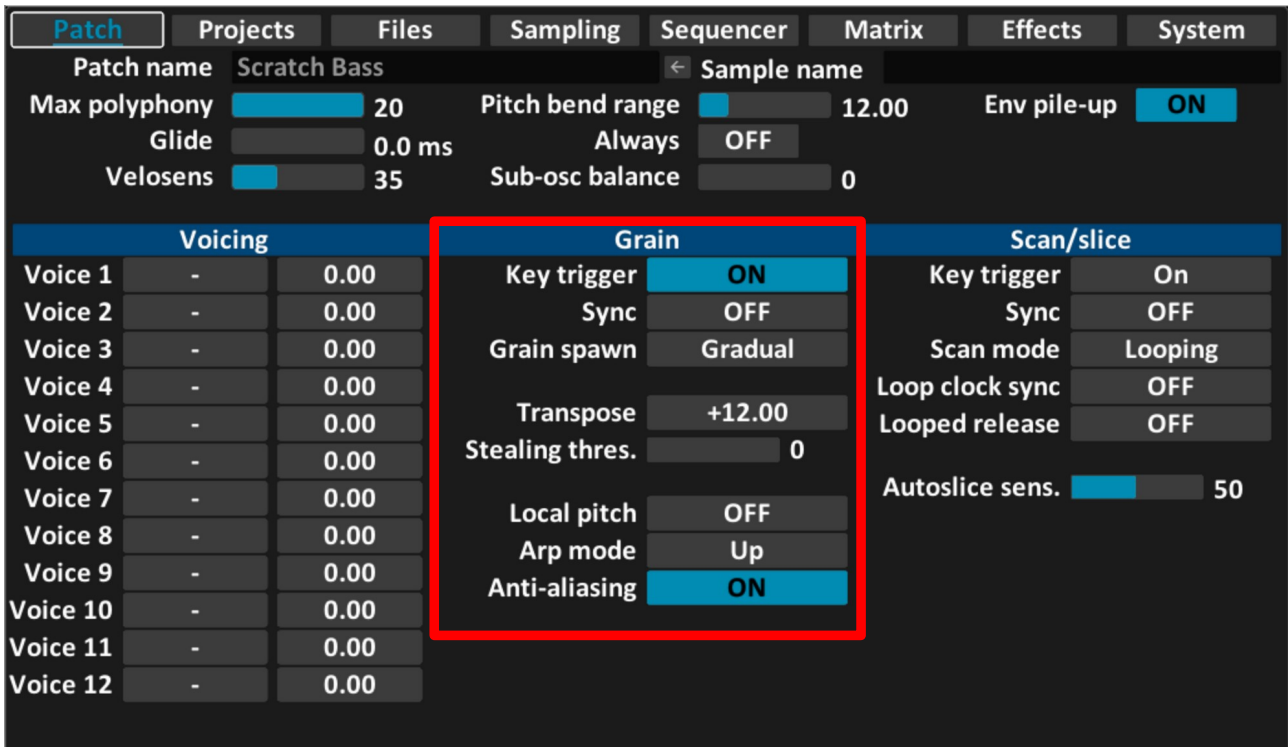 Patch Projects Files Sampling Sequencer Matrix Effects System
Patch name Scratch Bass ← Sample name
Max polyphony 20 Pitch bend range 12.00 Env pile-up ON
Glide 0.0 ms Always OFF
Velosens 35 Sub-osc balance 0
Voicing Grain Scan/slice
Voice 1 - 0.00 Key trigger ON Key trigger On
Voice 2 - 0.00 Sync OFF Sync OFF
Voice 3 - 0.00 Grain spawn Gradual Scan mode Looping
Voice 4 - 0.00 Loop clock sync OFF
Voice 5 - 0.00 Transpose +12.00 Looped release OFF
Voice 6 - 0.00 Stealing thres. 0
Voice 7 - 0.00 Autoslice sens. 50
Voice 8 - 0.00 Local pitch OFF
Voice 9 - 0.00 Arp mode Up
Voice 10 - 0.00 Anti-aliasing ON
Voice 11 - 0.00
Voice 12 - 0.00